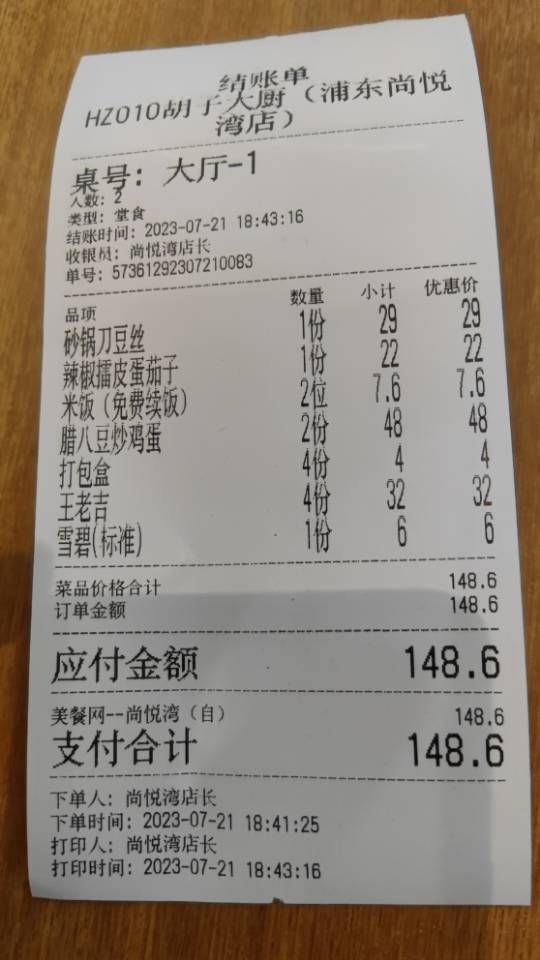 结账单
HZ010胡子大厨（浦东尚悦
湾店）
桌号：大厅-1
人数：2
类型：堂食
结账时间：2023-07-21 18:43:16
收银员：尚悦湾店长
单号：57361292307210083
品项 数量 小计 优惠价
砂锅刀豆丝 1份 29 29
辣椒擂皮蛋茄子 1份 22 22
米饭（免费续饭） 2位 7.6 7.6
腊八豆炒鸡蛋 2份 48 48
打包盒 4份 4 4
王老吉 4份 32 32
雪碧(标准) 1份 6 6
菜品价格合计 148.6
订单金额 148.6
应付金额 148.6
美餐网--尚悦湾（自） 148.6
支付合计 148.6
下单人：尚悦湾店长
下单时间：2023-07-21 18:41:25
打印人：尚悦湾店长
打印时间：2023-07-21 18:43:16